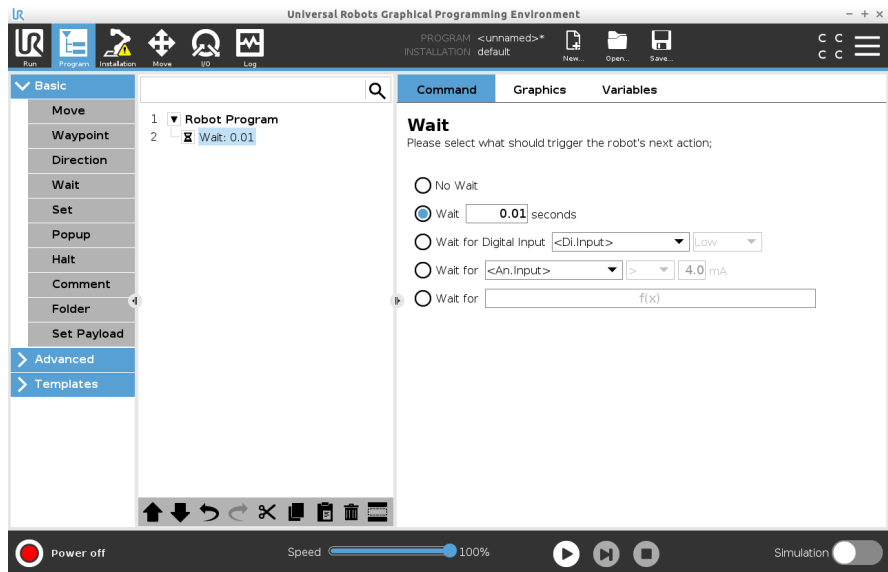 UR Universal Robots Graphical Programming Environment
UR
Run Program Installation Move I/O Log
PROGRAM <unnamed>*
INSTALLATION default
New... Open... Save...
C C
C C
Basic
Move
Waypoint
Direction
Wait
Set
Popup
Halt
Comment
Folder
Set Payload
Advanced
Templates
1 Robot Program
2 Wait: 0.01
Command Graphics Variables
Wait
Please select what should trigger the robot's next action;
No Wait
Wait 0.01 seconds
Wait for Digital Input <Di.Input> Low
Wait for <An.Input> > 4.0 mA
Wait for f(x)
Power off
Speed 100%
Simulation